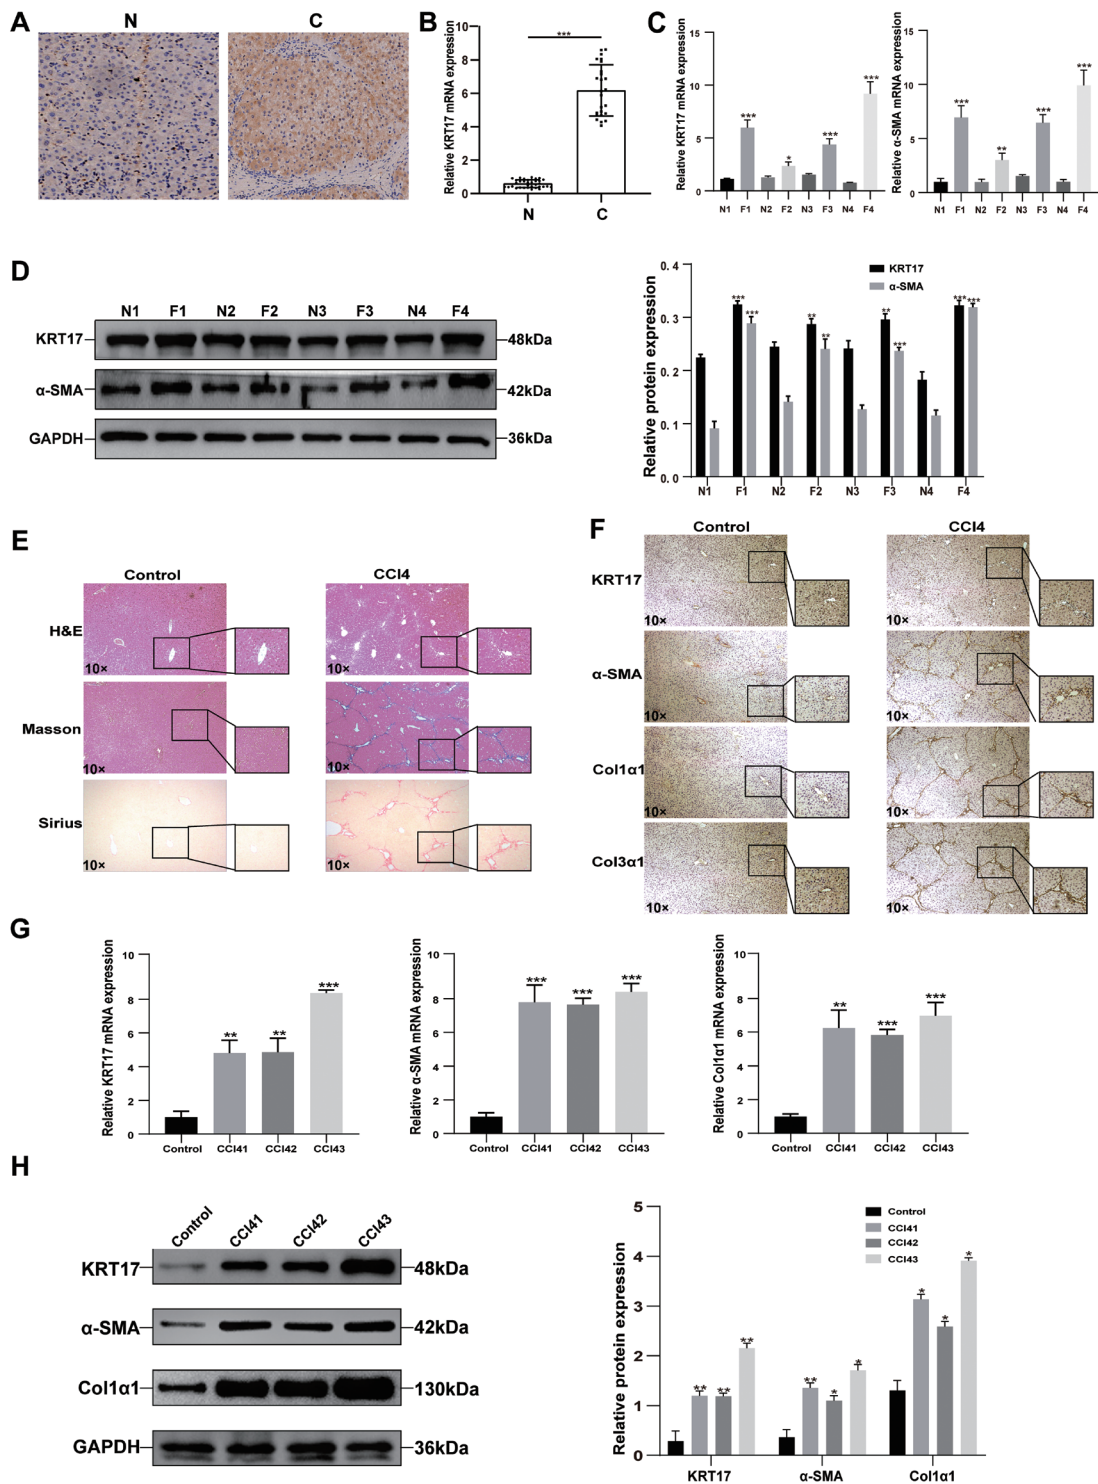 A
N
C
B
Relative KRT17 mRNA expression
10
8
6
4
2
0
***
N
C
C
Relative KRT17 mRNA expression
15
10
5
0
***
*
***
***
N1 F1 N2 F2 N3 F3 N4 F4
Relative α-SMA mRNA expression
15
10
5
0
***
**
***
***
N1 F1 N2 F2 N3 F3 N4 F4
D
N1 F1 N2 F2 N3 F3 N4 F4
KRT17 48kDa
α-SMA 42kDa
GAPDH 36kDa
Relative protein expression
0.4
0.3
0.2
0.1
0.0
KRT17
α-SMA
*** *** ** ** ** *** *** ***
N1 F1 N2 F2 N3 F3 N4 F4
E
Control
CCl4
H&E
10×
10×
Masson
10×
10×
Sirius
10×
10×
F
Control
CCl4
KRT17
10×
10×
α-SMA
10×
10×
Col1α1
10×
10×
Col3α1
10×
10×
G
Relative KRT17 mRNA expression
10
8
6
4
2
0
** ** ***
Control CCl41 CCl42 CCl43
Relative α-SMA mRNA expression
10
8
6
4
2
0
*** *** ***
Control CCl41 CCl42 CCl43
Relative Col1α1 mRNA expression
10
8
6
4
2
0
** *** ***
Control CCl41 CCl42 CCl43
H
Control CCl41 CCl42 CCl43
KRT17 48kDa
α-SMA 42kDa
Col1α1 130kDa
GAPDH 36kDa
Relative protein expression
5
4
3
2
1
0
Control
CCl41
CCl42
CCl43
** ** ** ** * * * * *
KRT17 α-SMA Col1α1